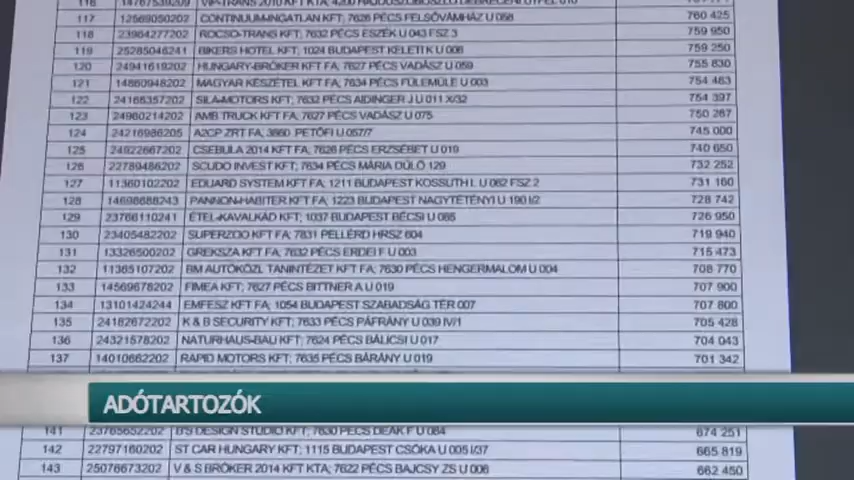 117 12569050202 CONTINUUM-INGATLAN KFT; 7626 PÉCS FELSŐVÁMHÁZ U 058 760 425
118 23964277202 ROCSO-TRANS KFT; 7632 PÉCS ESZÉK U 043 FSZ 3 759 950
119 25285046241 BIKERS HOTEL KFT; 1024 BUDAPEST KELETI K U 008 759 250
120 24941619202 HUNGARY-BRÓKER KFT FA; 7627 PÉCS VADÁSZ U 059 755 830
121 14860948202 MAGYAR KÉSZÉTEL KFT FA; 7634 PÉCS FÜLEMÜLE U 003 754 463
122 24166357202 SILA-MOTORS KFT; 7632 PÉCS AIDINGER J U 011 X/32 754 397
123 24960214202 AMB TRUCK KFT FA; 7627 PÉCS VADÁSZ U 075 750 267
124 24216986205 A2CP ZRT FA; 3860 PETŐFI U 057/7 745 000
125 24922667202 CSEBULA 2014 KFT FA; 7626 PÉCS ERZSÉBET U 019 740 650
126 22789486202 SCUDO INVEST KFT; 7634 PÉCS MÁRIA DŰLŐ 129 732 252
127 11360102202 EDUARD SYSTEM KFT FA; 1211 BUDAPEST KOSSUTH L U 062 FSZ 2 731 160
128 14698688243 PANNON-HABITER KFT FA; 1223 BUDAPEST NAGYTÉTÉNYI U 190 I/2 728 742
129 23766110241 ÉTEL-KAVALKÁD KFT; 1037 BUDAPEST BÉCSI U 085 726 950
130 23405482202 SUPERZOO KFT FA; 7831 PELLÉRD HRSZ 604 719 940
131 13326500202 GREKSZA KFT FA; 7632 PÉCS ERDEI F U 003 715 473
132 11365107202 BM AUTÓKÖZL TANINTÉZET KFT FA; 7630 PÉCS HENGERMALOM U 004 708 770
133 14569678202 FIMEA KFT; 7627 PÉCS BITTNER A U 019 707 900
134 13101424244 EMFESZ KFT FA; 1054 BUDAPEST SZABADSÁG TÉR 007 707 800
135 24182672202 K & B SECURITY KFT; 7633 PÉCS PÁFRÁNY U 039 IV/1 705 428
136 24321578202 NATURHAUS-BAU KFT; 7624 PÉCS BÁLICSI U 017 704 043
137 14010662202 RAPID MOTORS KFT; 7635 PÉCS BÁRÁNY U 019 701 342
ADÓTARTOZÓK
141 23765652202 B'S DESIGN STUDIO KFT; 7630 PÉCS DEÁK F U 084 674 251
142 22797160202 ST CAR HUNGARY KFT; 1115 BUDAPEST CSÓKA U 005 I/37 665 819
143 25076673202 V & S BRÓKER 2014 KFT KTA; 7622 PÉCS BAJCSY ZS U 006 662 450